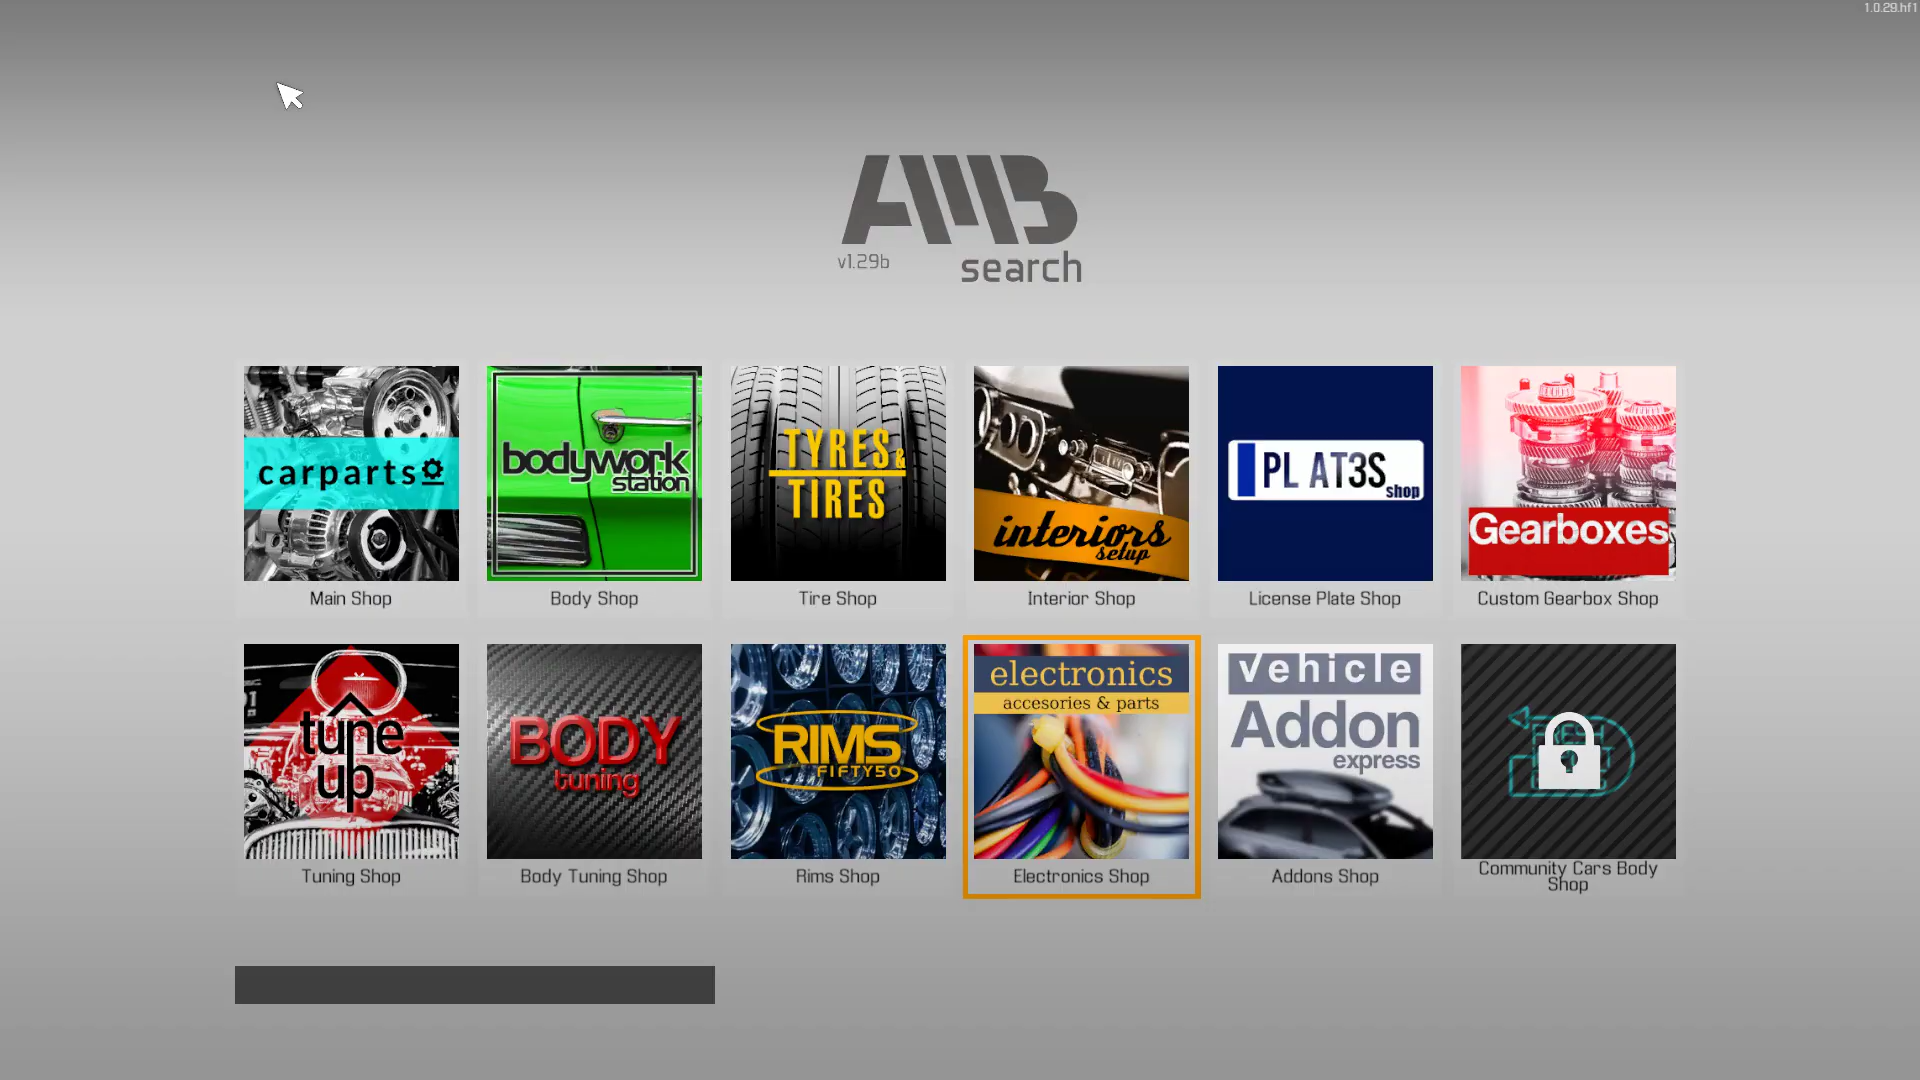 1.0.29.hf1
AMB
v1.29b
search
carparts
bodywork
station
TYRES &
TIRES
interiors
setup
PL AT3S
shop
Gearboxes
Main Shop
Body Shop
Tire Shop
Interior Shop
License Plate Shop
Custom Gearbox Shop
tune
up
BODY
tuning
RIMS
FIFTY50
electronics
accesories & parts
vehicle
Addon
express
Tuning Shop
Body Tuning Shop
Rims Shop
Electronics Shop
Addons Shop
Community Cars Body
Shop